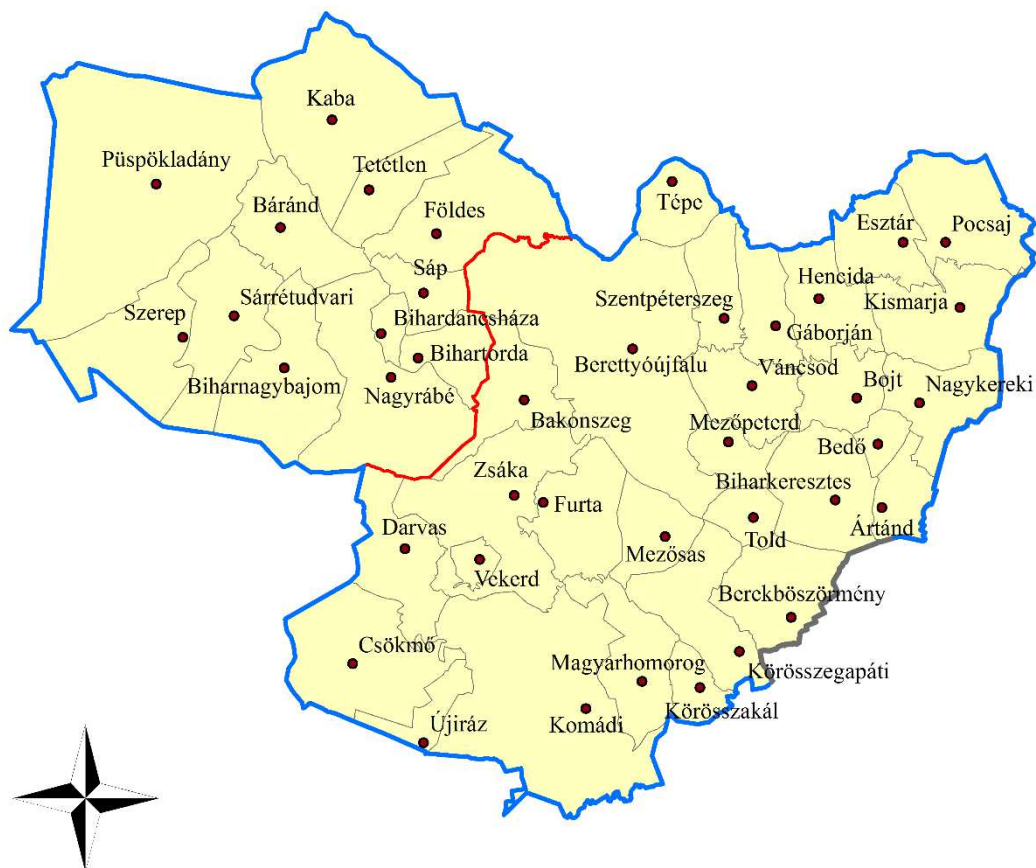 Kaba
Püspökladány
Tetétlen
Tépe
Báránd
Földes
Esztár
Pocsaj
Sáp
Hencida
Szerep
Sárrétudvari
Szentpéterszeg
Kismarja
Bihardancsháza
Gáborján
Bihartorda
Berettyóújfalu
Váncsod
Biharnagybajom
Nagyrábé
Bojt
Nagykereki
Bakonszeg
Mezőpeterd
Bedő
Zsáka
Biharkeresztes
Furta
Ártánd
Darvas
Told
Mezősas
Vekerd
Berekböszörmény
Csökmő
Magyarhomorog
Körösszegapáti
Komádi
Körösszakál
Újiráz